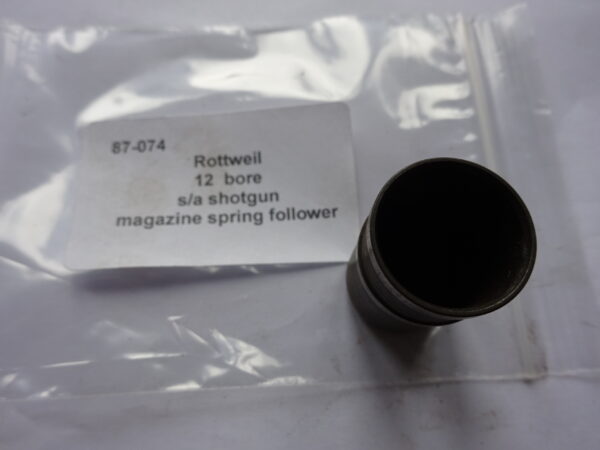 87-074
Rottweil
12 bore
s/a shotgun
magazine spring follower